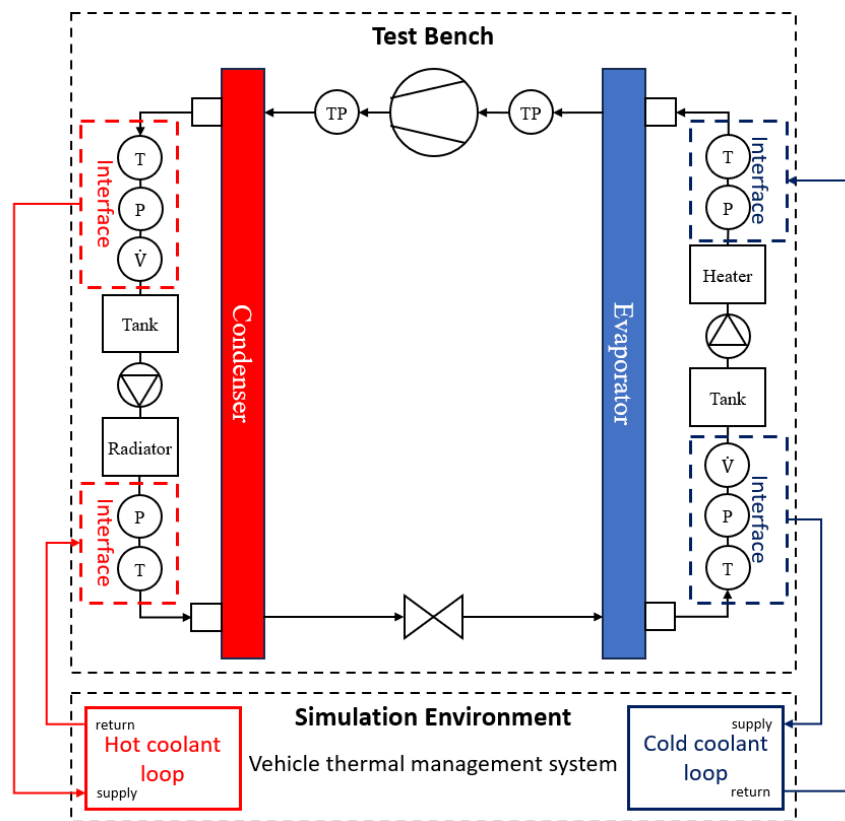 Test Bench
TP
TP
T
P
V̇
Interface
Tank
Radiator
P
T
Interface
Condenser
Evaporator
T
P
Interface
Heater
Tank
V̇
P
T
Interface
Simulation Environment
Vehicle thermal management system
return
Hot coolant
loop
supply
supply
Cold coolant
loop
return